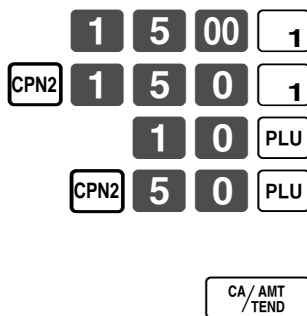 1 5 00 1
CPN2 1 5 0 1
1 0 PLU
CPN2 5 0 PLU
CA/AMT
TEND